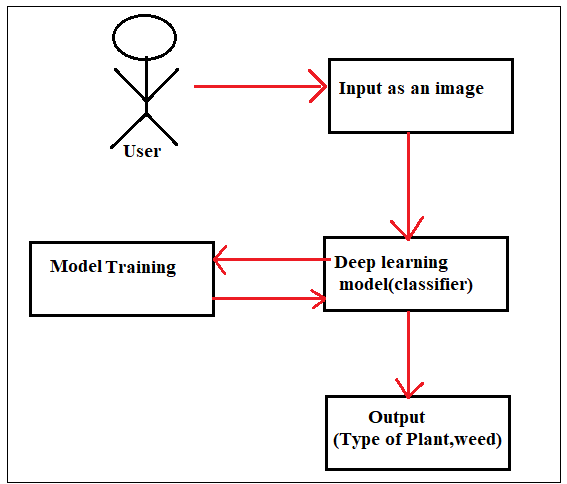 Input as an image
User
Model Training
Deep learning
model(classifier)
Output
(Type of Plant,weed)